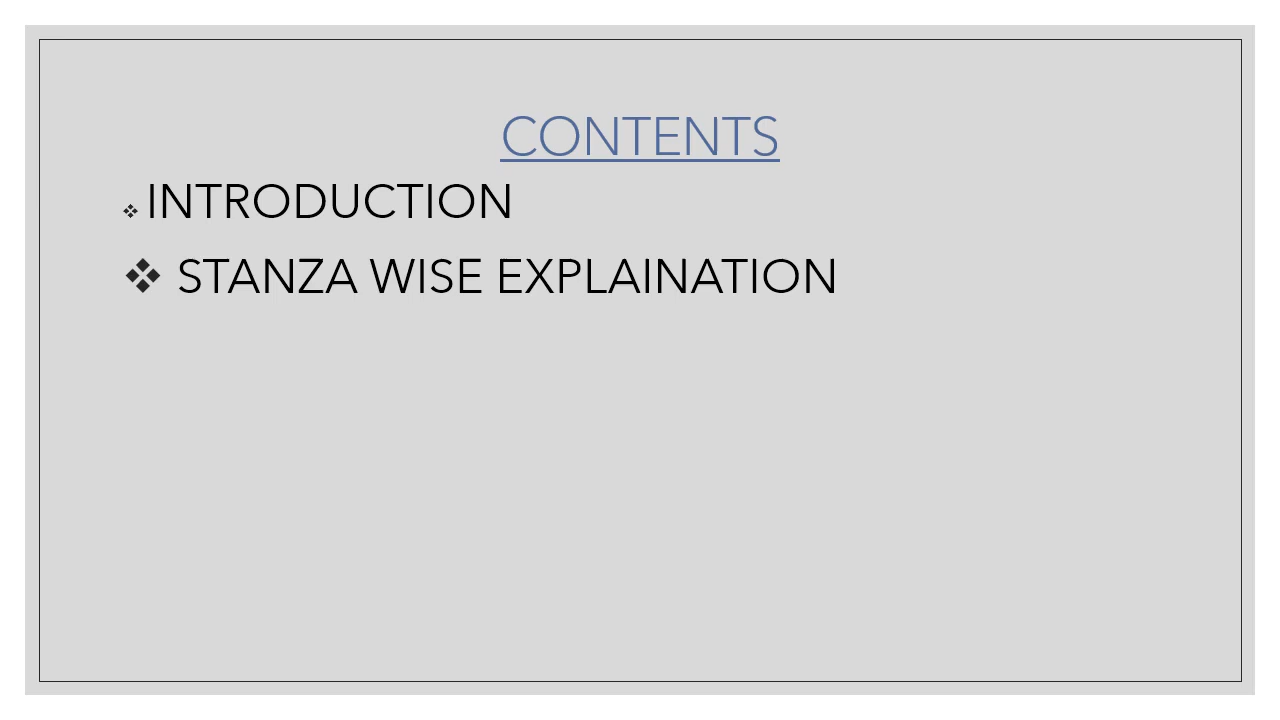 CONTENTS
❖ INTRODUCTION
❖ STANZA WISE EXPLAINATION